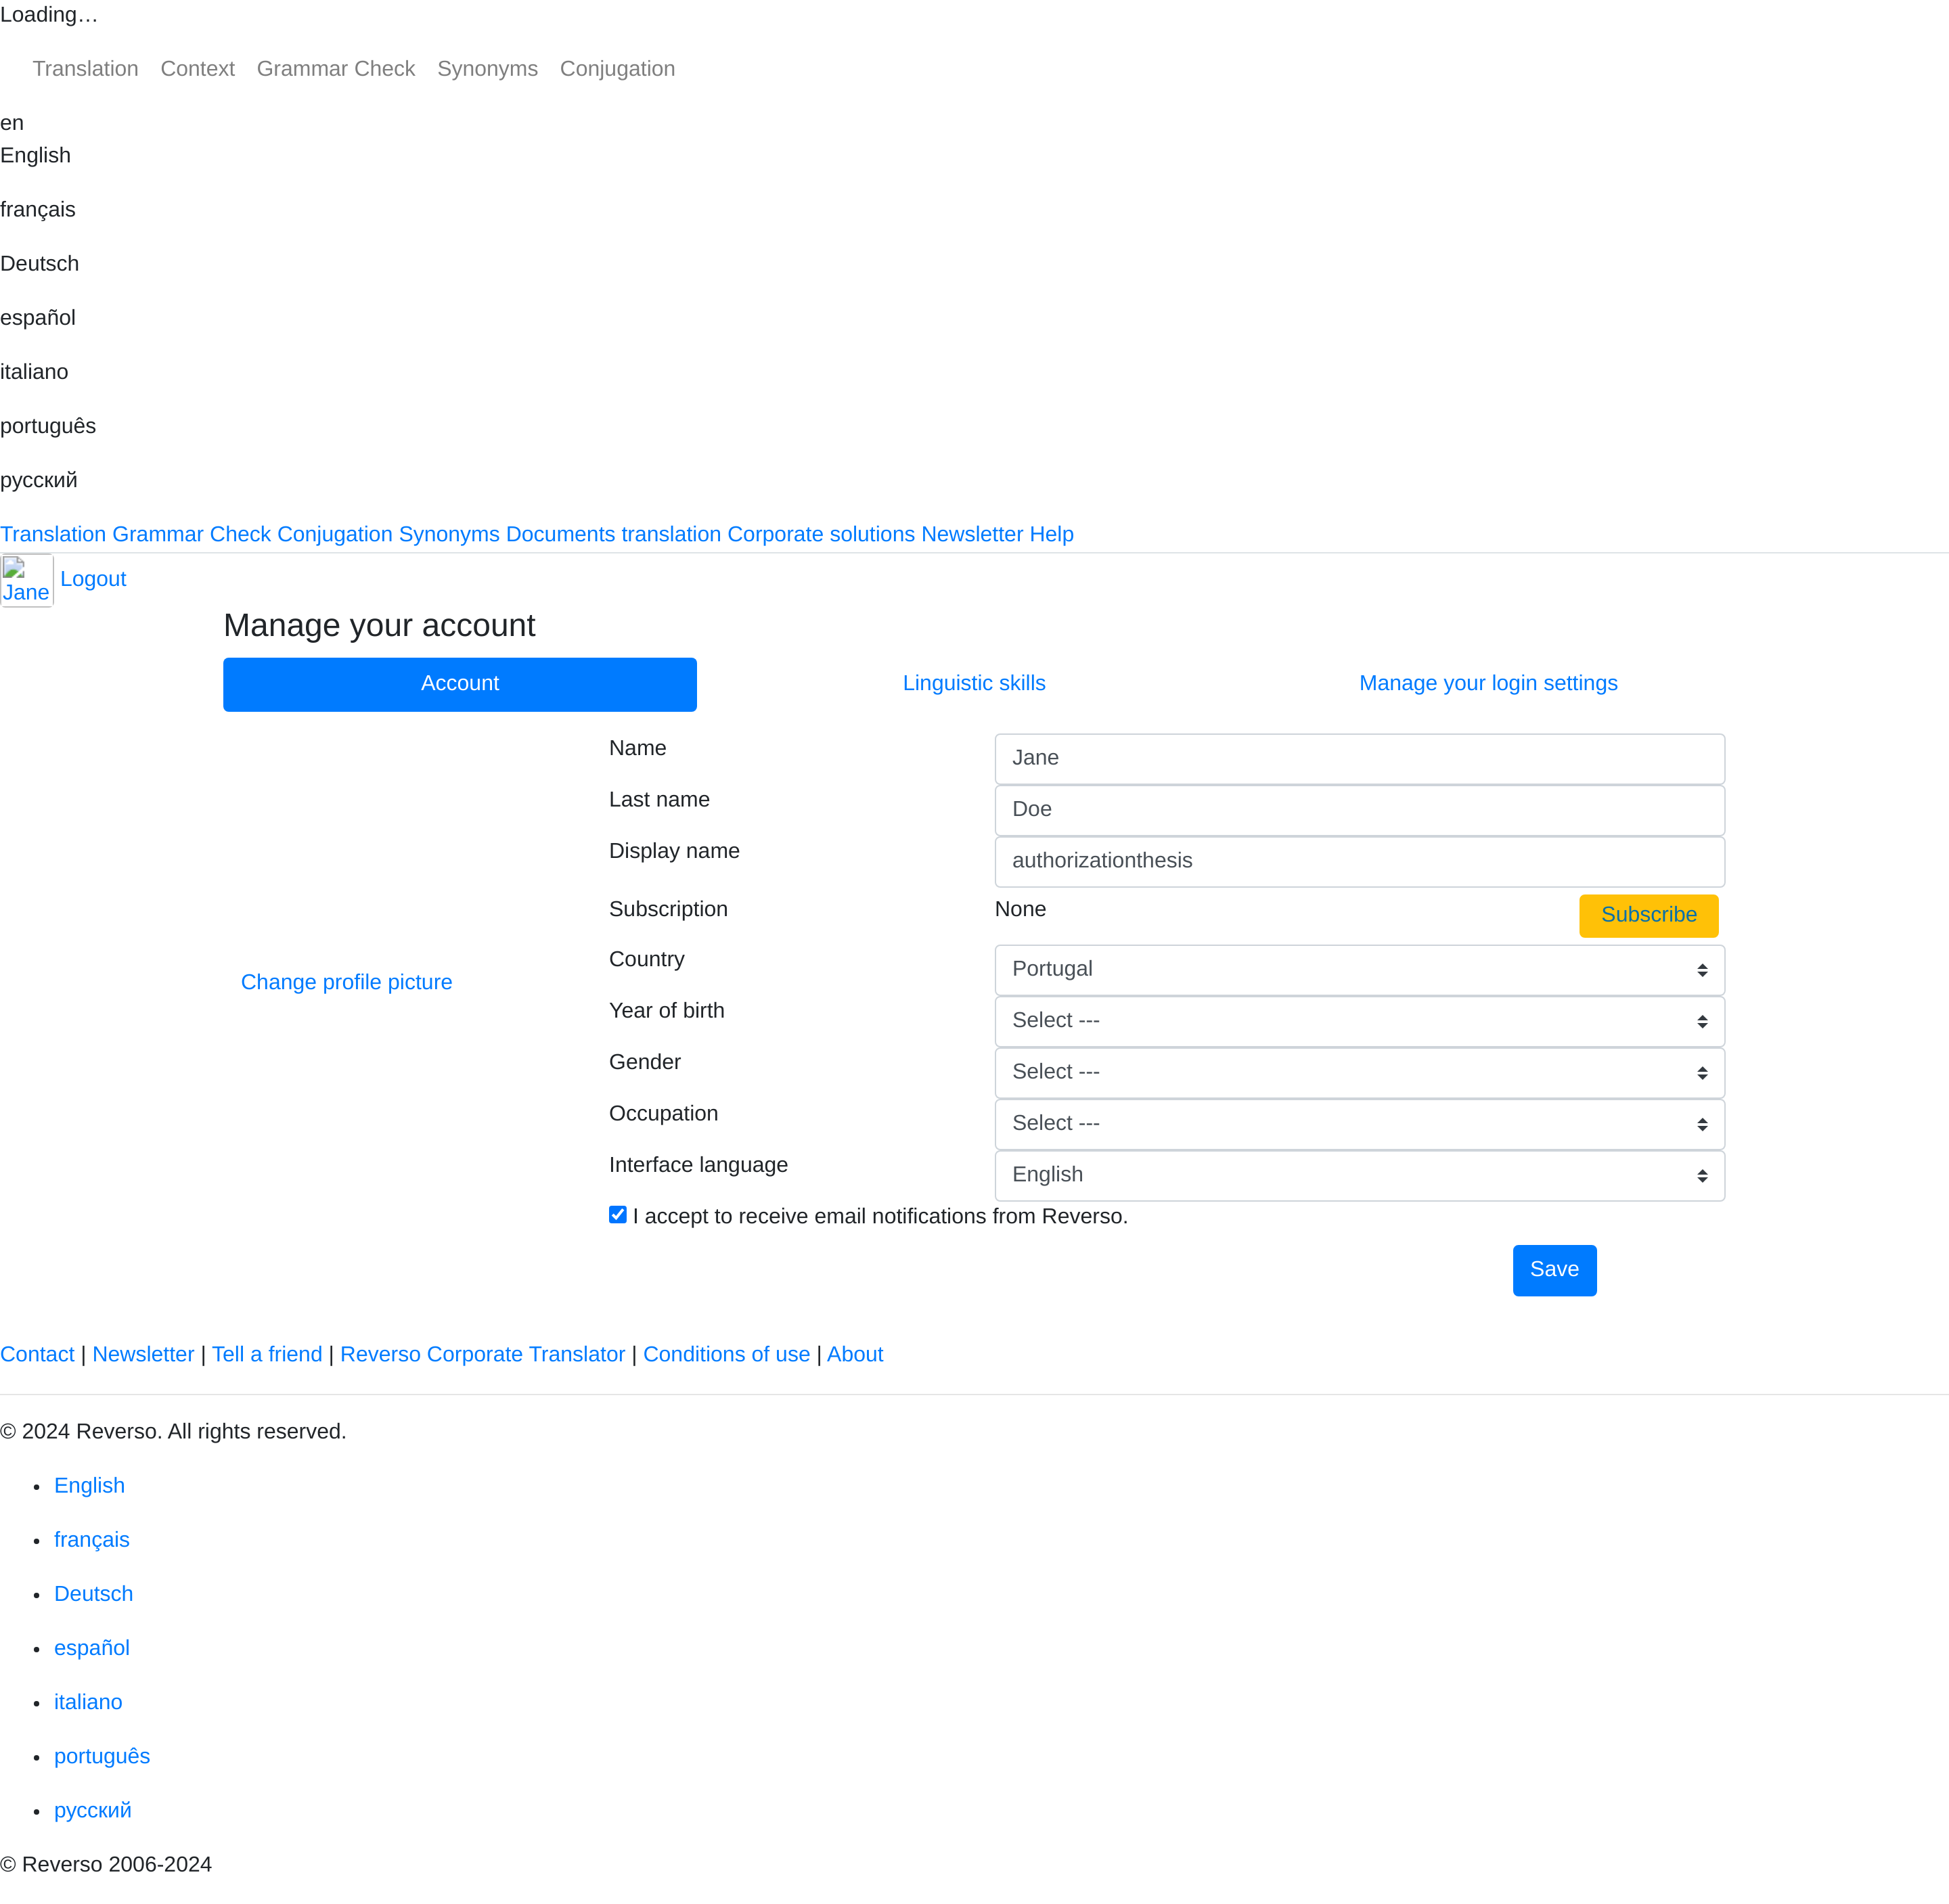 Loading…
Translation Context Grammar Check Synonyms Conjugation
en
English
français
Deutsch
español
italiano
português
русский
Translation Grammar Check Conjugation Synonyms Documents translation Corporate solutions Newsletter Help
Jane Logout
Manage your account
Account Linguistic skills Manage your login settings
Name Jane
Last name Doe
Display name authorizationthesis
Subscription None Subscribe
Country Portugal
Change profile picture
Year of birth Select ---
Gender Select ---
Occupation Select ---
Interface language English
I accept to receive email notifications from Reverso.
Save
Contact | Newsletter | Tell a friend | Reverso Corporate Translator | Conditions of use | About
© 2024 Reverso. All rights reserved.
• English
• français
• Deutsch
• español
• italiano
• português
• русский
© Reverso 2006-2024